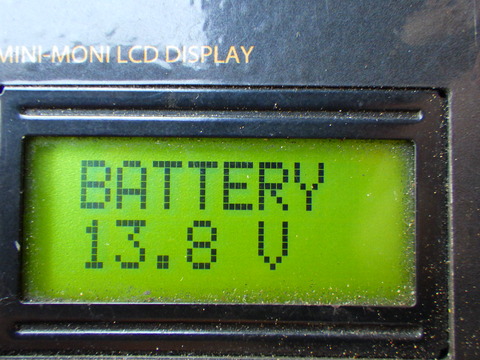 MINI-MONI LCD DISPLAY
BATTERY
13.8 V